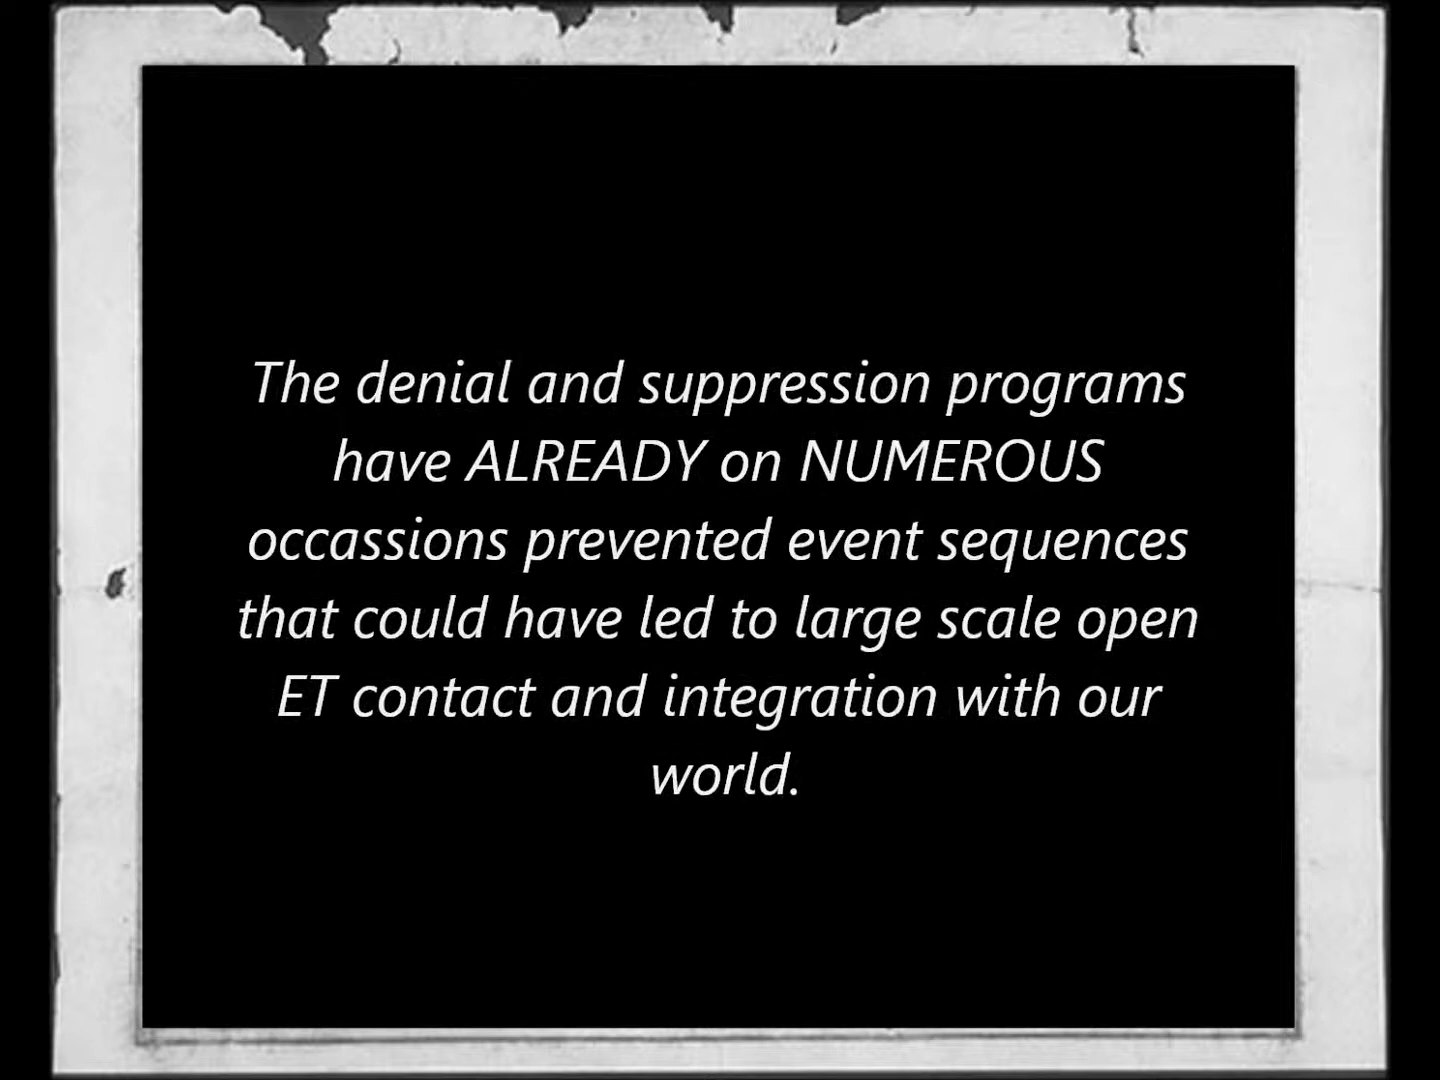 The denial and suppression programs
have ALREADY on NUMEROUS
occassions prevented event sequences
that could have led to large scale open
ET contact and integration with our
world.